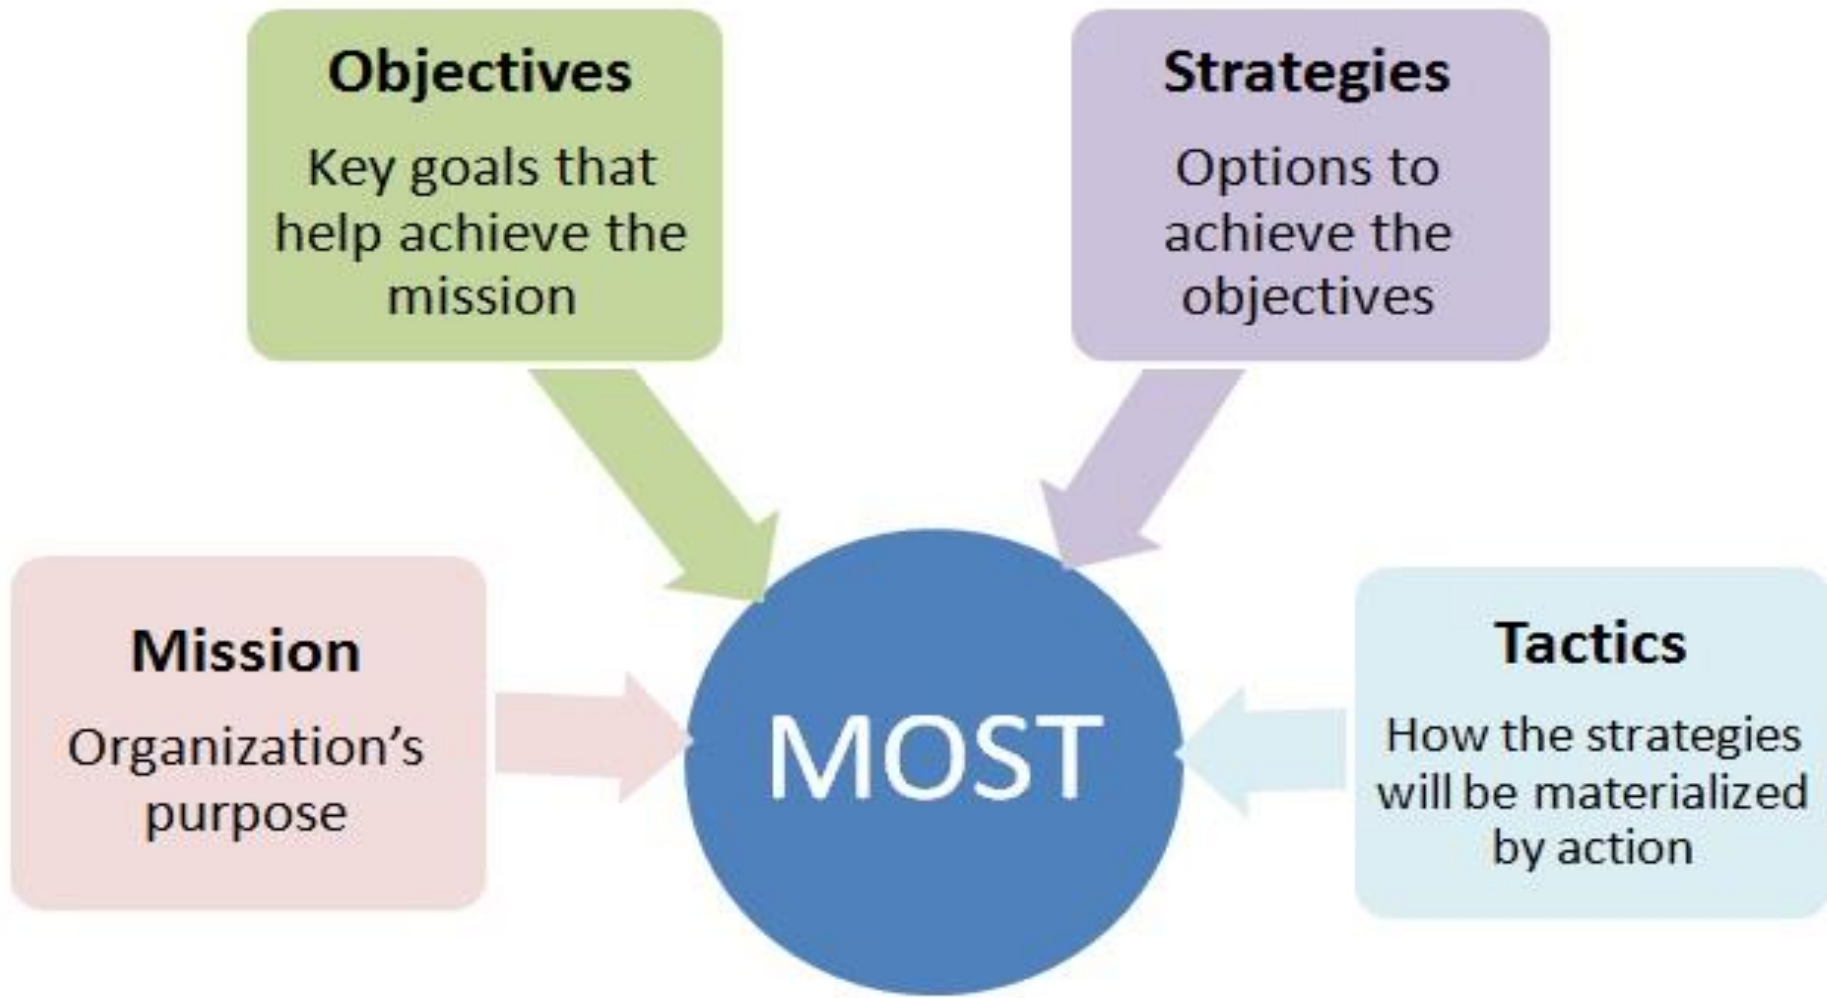 Objectives
Key goals that
help achieve the
mission
Strategies
Options to
achieve the
objectives
Mission
Organization’s
purpose
MOST
Tactics
How the strategies
will be materialized
by action